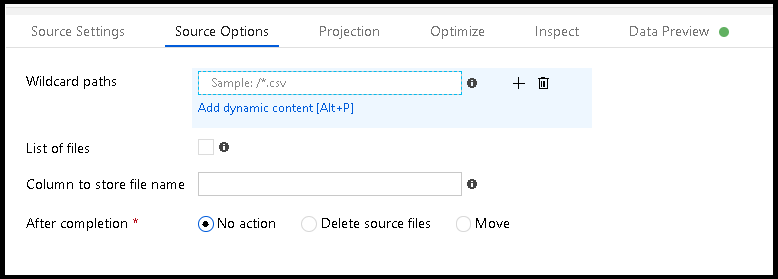 Source Settings Source Options Projection Optimize Inspect Data Preview
Wildcard paths Sample: /*.csv
Add dynamic content [Alt+P]
List of files
Column to store file name
After completion * No action Delete source files Move